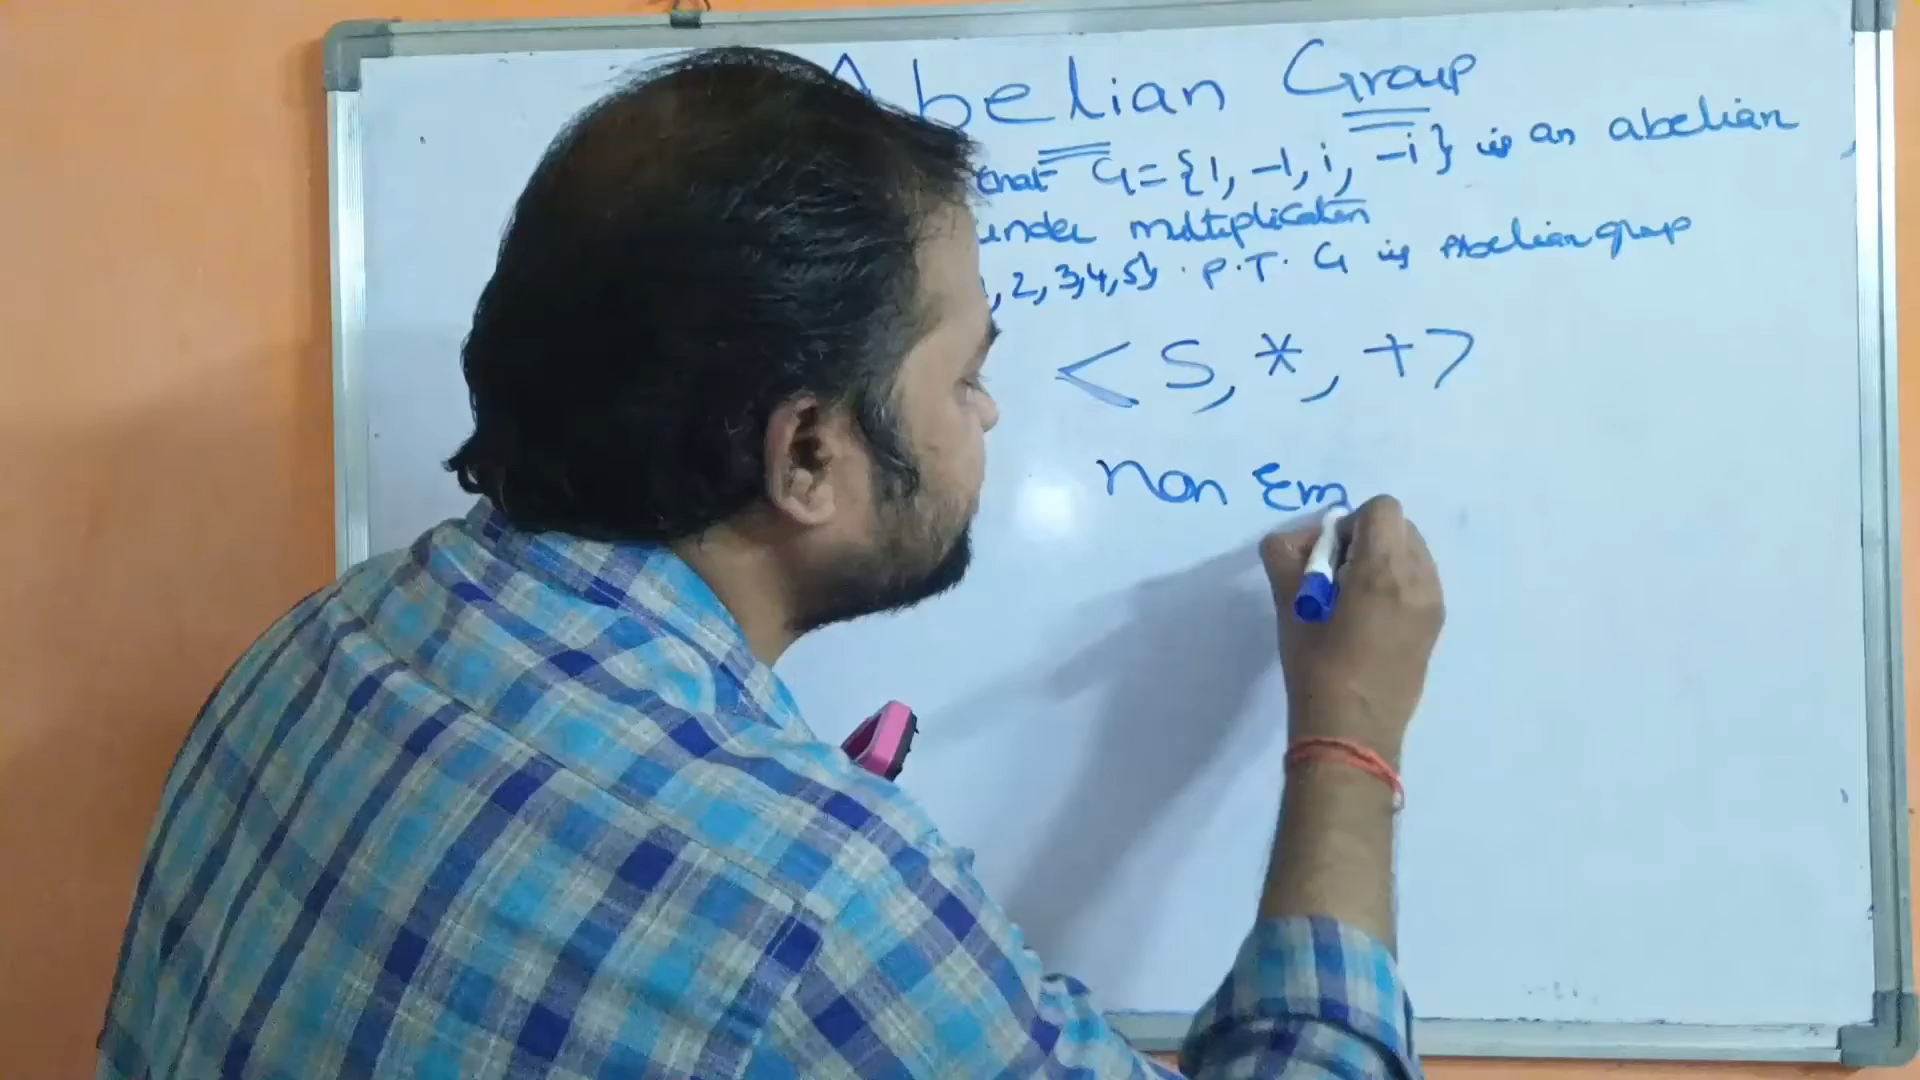 Abelian Group
that G={1, -1, i, -i} is an abelian
under multiplication
, 2, 3,4,5} . P.T. G is Abelian group
< S, *, +>
non Em